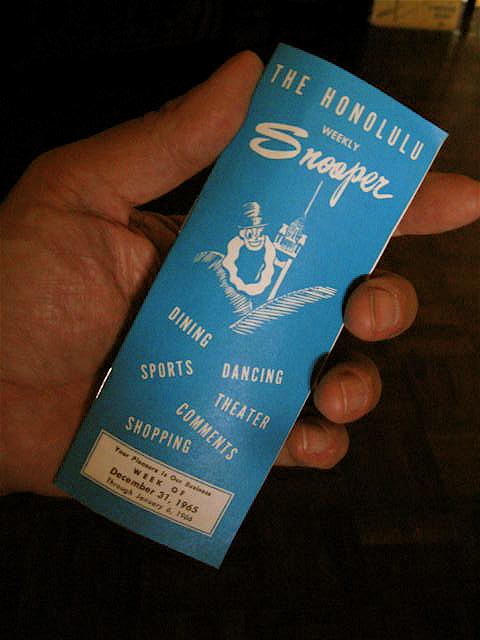 THE HONOLULU
WEEKLY
Snooper
DINING
SPORTS DANCING
THEATER
COMMENTS
SHOPPING
Your Pleasure Is Our Business
WEEK OF
December 31, 1965
Through January 6, 1966